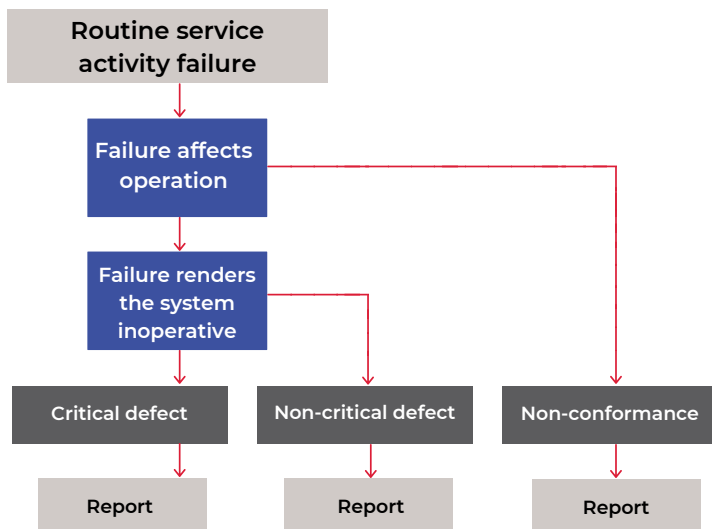 Routine service
activity failure
Failure affects
operation
Failure renders
the system
inoperative
Critical defect
Non-critical defect
Non-conformance
Report
Report
Report